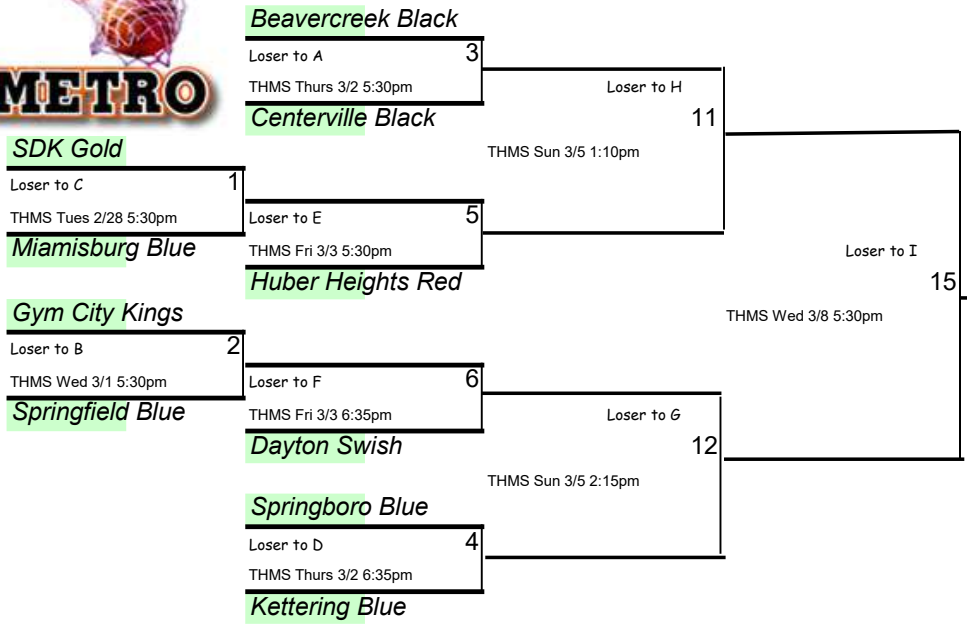 METRO
Beavercreek Black
Loser to A
3
THMS Thurs 3/2 5:30pm
Centerville Black
Loser to H
11
THMS Sun 3/5 1:10pm
SDK Gold
Loser to C
1
THMS Tues 2/28 5:30pm
Miamisburg Blue
Loser to E
5
THMS Fri 3/3 5:30pm
Huber Heights Red
Loser to I
15
THMS Wed 3/8 5:30pm
Gym City Kings
Loser to B
2
THMS Wed 3/1 5:30pm
Springfield Blue
Loser to F
6
THMS Fri 3/3 6:35pm
Dayton Swish
Loser to G
12
THMS Sun 3/5 2:15pm
Springboro Blue
Loser to D
4
THMS Thurs 3/2 6:35pm
Kettering Blue